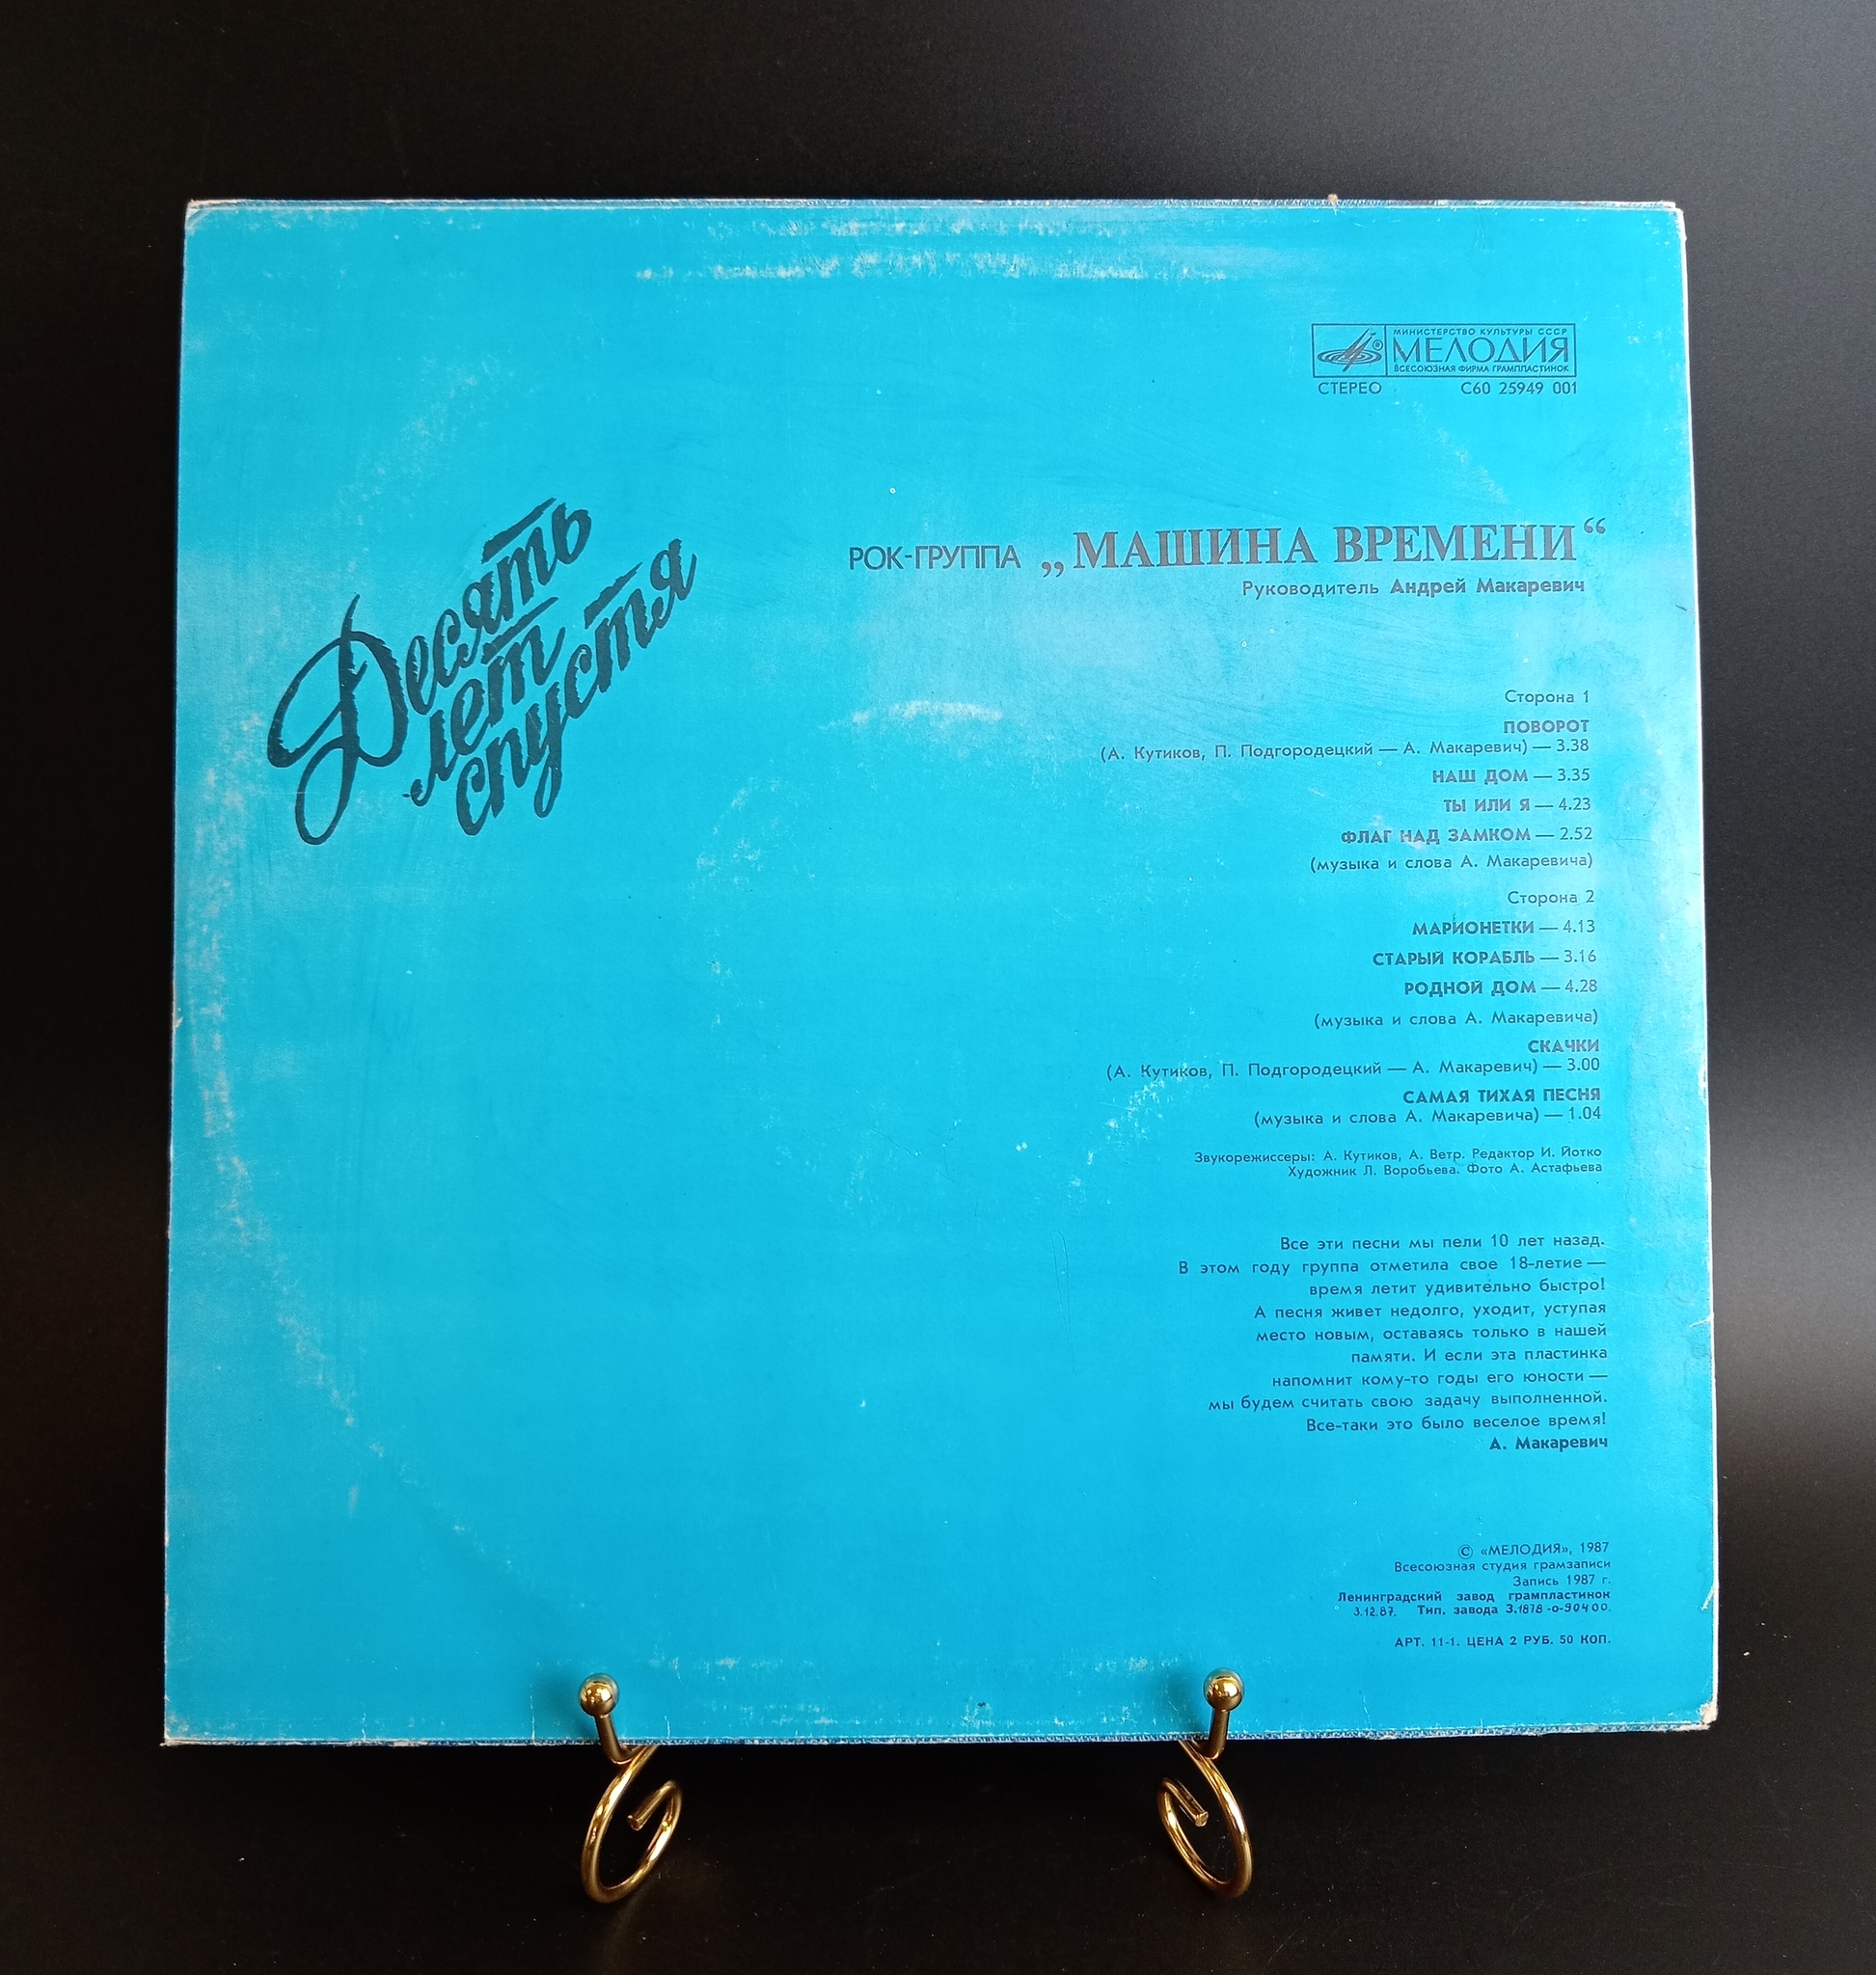 МИНИСТЕРСТВО КУЛЬТУРЫ СССР
МЕЛОДИЯ
ВСЕСОЮЗНАЯ ФИРМА ГРАМПЛАСТИНОК
СТЕРЕО С60 25949 001
Десять
лет
спустя
РОК-ГРУППА „МАШИНА ВРЕМЕНИ“
Руководитель Андрей Макаревич
Сторона 1
ПОВОРОТ
(А. Кутиков, П. Подгородецкий — А. Макаревич) — 3.38
НАШ ДОМ — 3.35
ТЫ ИЛИ Я — 4.23
ФЛАГ НАД ЗАМКОМ — 2.52
(музыка и слова А. Макаревича)
Сторона 2
МАРИОНЕТКИ — 4.13
СТАРЫЙ КОРАБЛЬ — 3.16
РОДНОЙ ДОМ — 4.28
(музыка и слова А. Макаревича)
СКАЧКИ
(А. Кутиков, П. Подгородецкий — А. Макаревич) — 3.00
САМАЯ ТИХАЯ ПЕСНЯ
(музыка и слова А. Макаревича) — 1.04
Звукорежиссеры: А. Кутиков, А. Ветр. Редактор И. Йотко
Художник Л. Воробьева. Фото А. Астафьева
Все эти песни мы пели 10 лет назад.
В этом году группа отметила свое 18-летие —
время летит удивительно быстро!
А песня живет недолго, уходит, уступая
место новым, оставаясь только в нашей
памяти. И если эта пластинка
напомнит кому-то годы его юности —
мы будем считать свою задачу выполненной.
Все-таки это было веселое время!
А. Макаревич
© «МЕЛОДИЯ», 1987
Всесоюзная студия грамзаписи
Запись 1987 г.
Ленинградский завод грампластинок
3.12.87. Тип. завода З.1878-о-90400.
АРТ. 11-1. ЦЕНА 2 РУБ. 50 КОП.